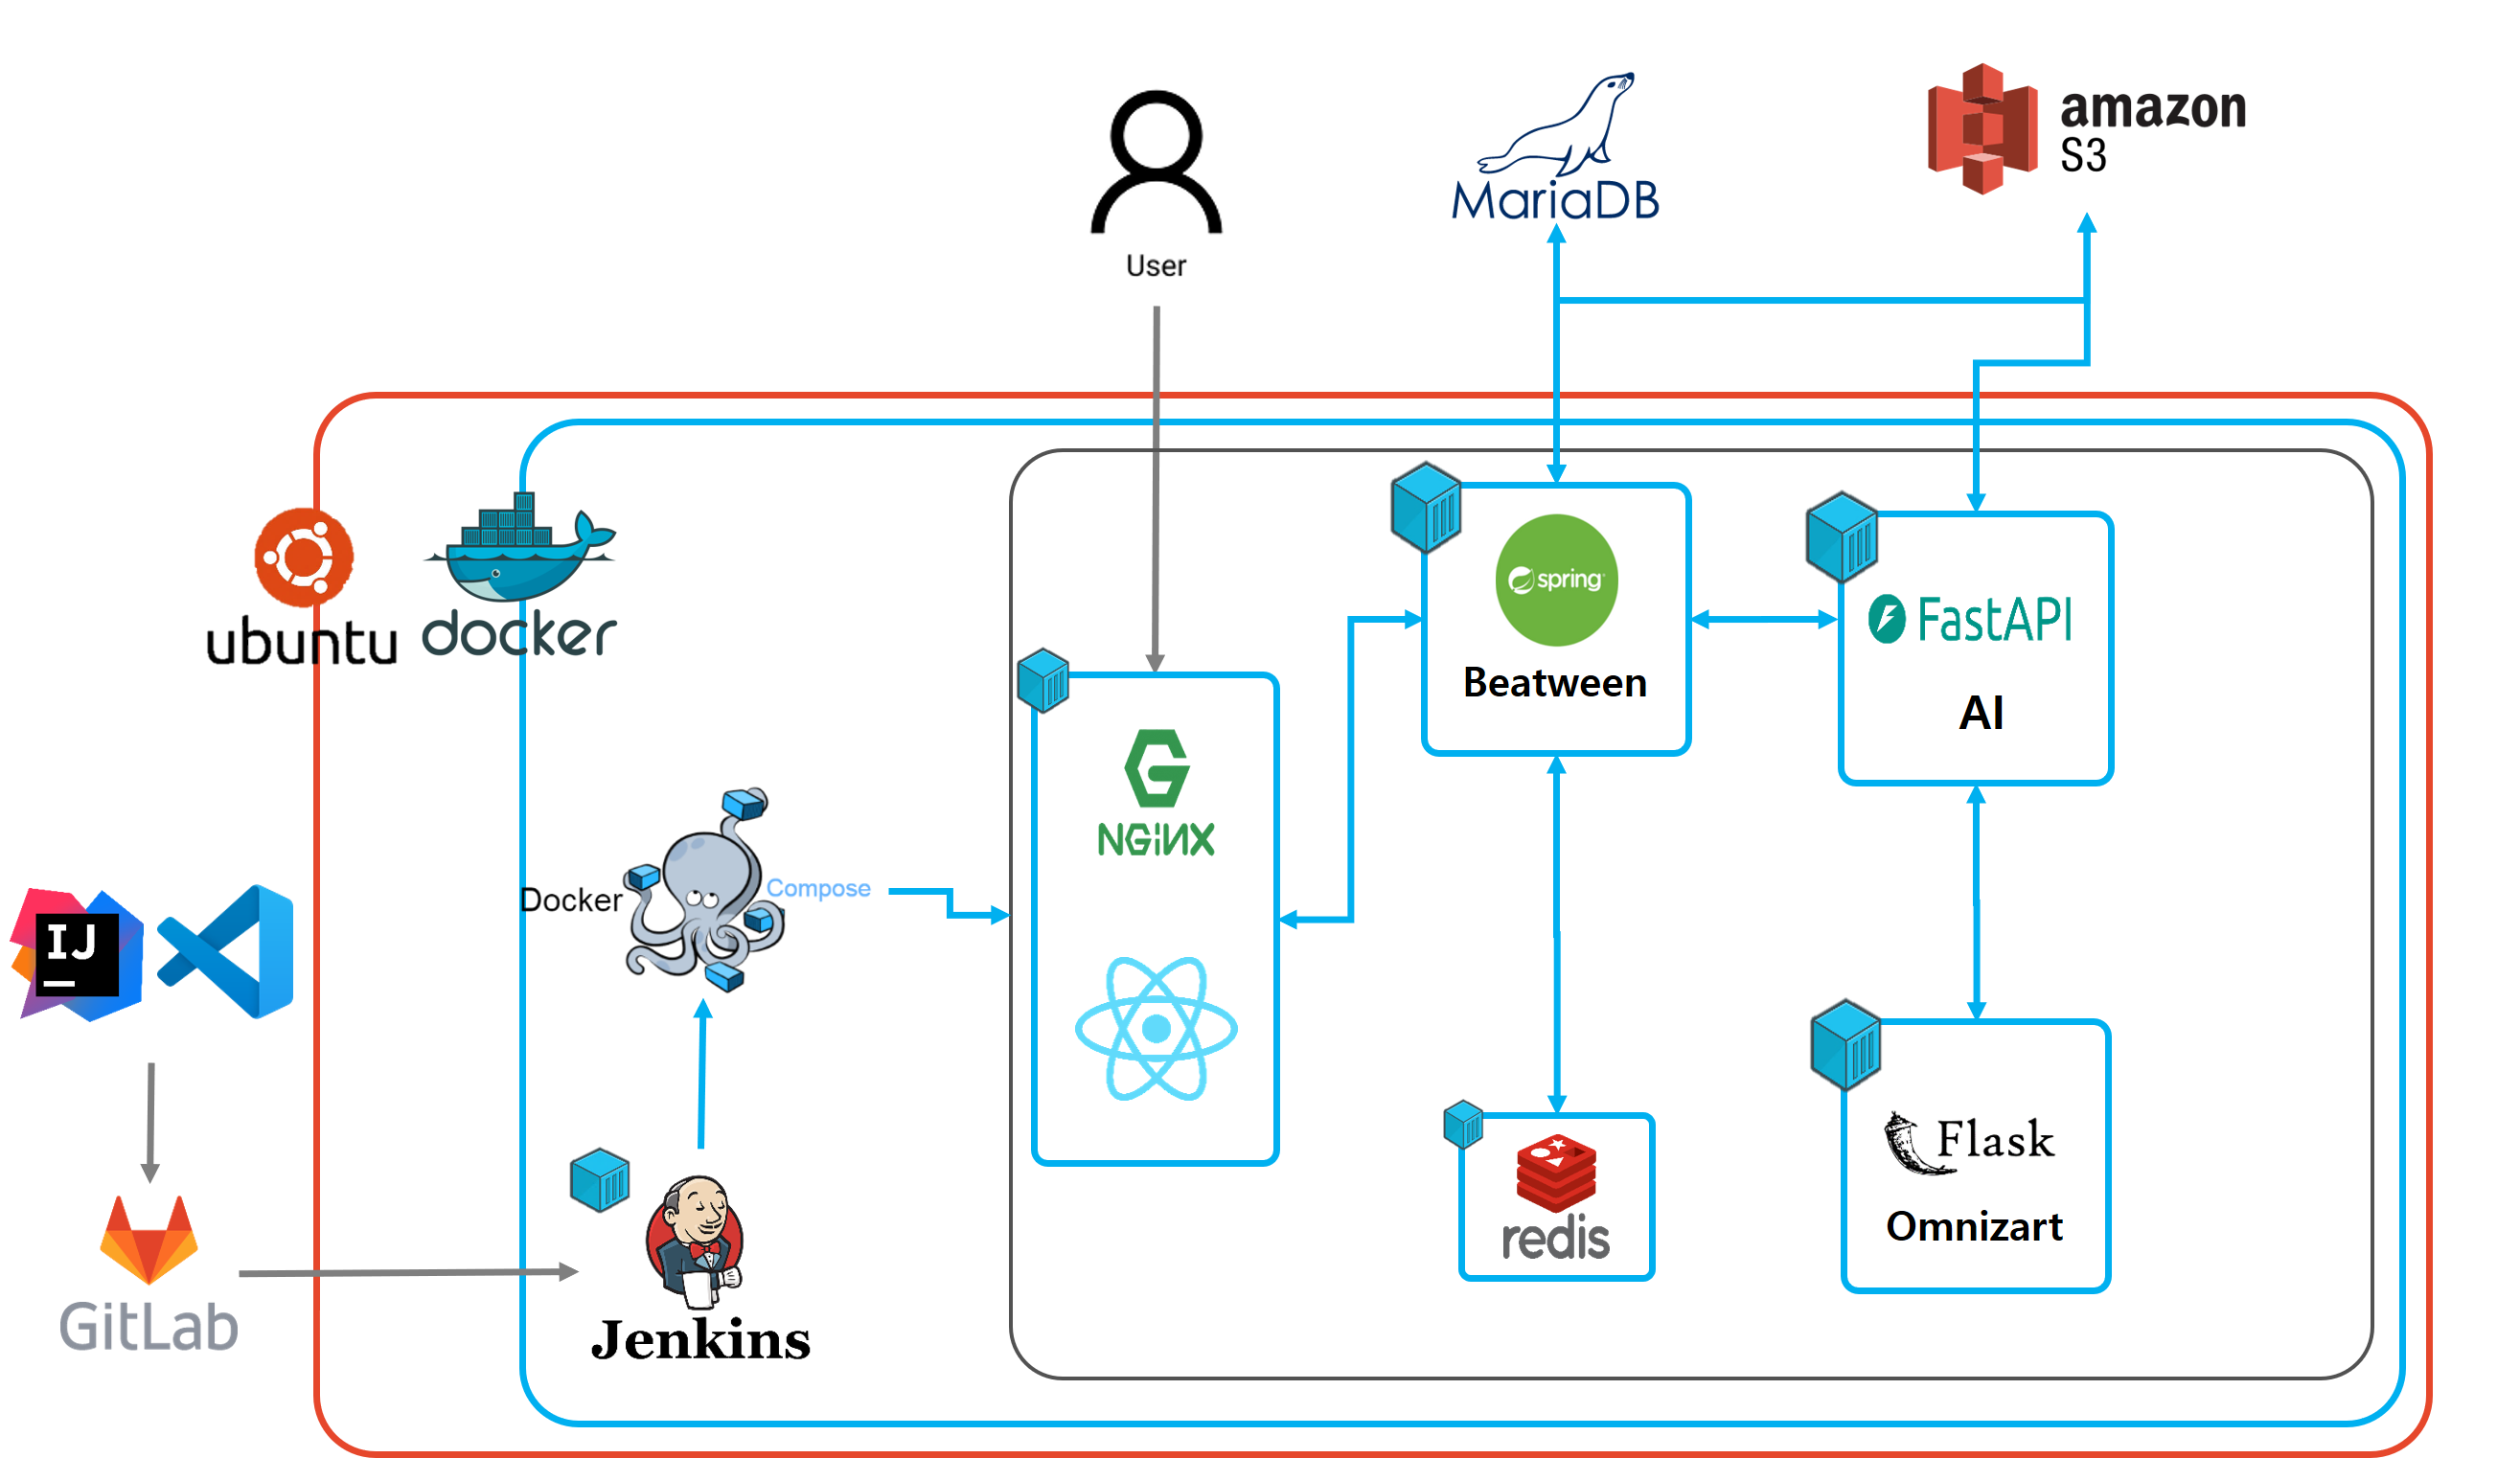 User
MariaDB
amazon
S3
ubuntu
docker
spring
Beatween
FastAPI
AI
NGINX
Docker
Compose
IJ
GitLab
Jenkins
redis
Flask
Omnizart